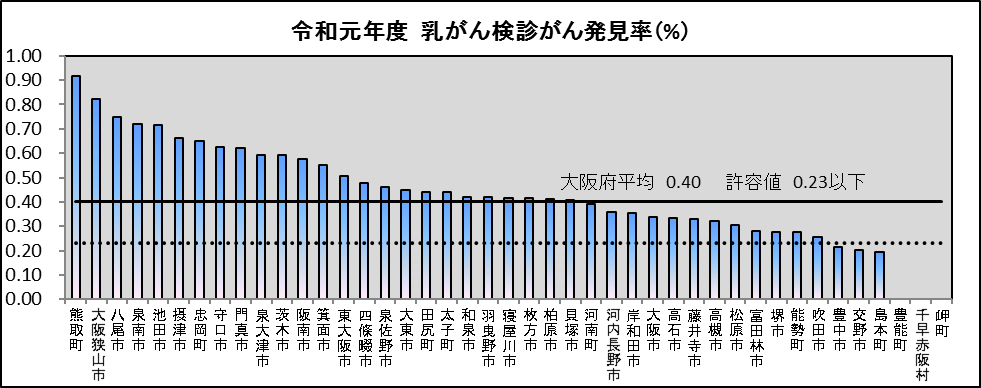 令和元年度 乳がん検診がん発見率(%)
1.00
0.90
0.80
0.70
0.60
0.50
0.40
0.30
0.20
0.10
0.00
大阪府平均 0.40 許容値 0.23以下
熊取町
大阪狭山市
八尾市
泉南市
池田市
摂津市
忠岡町
守口市
門真市
泉大津市
茨木市
阪南市
箕面市
東大阪市
四條畷市
泉佐野市
大東市
田尻町
太子町
和泉市
羽曳野市
寝屋川市
枚方市
柏原市
貝塚市
河南町
河内長野市
岸和田市
大阪市
高石市
藤井寺市
高槻市
松原市
富田林市
堺市
能勢町
吹田市
豊中市
交野市
島本町
豊能町
千早赤阪村
岬町